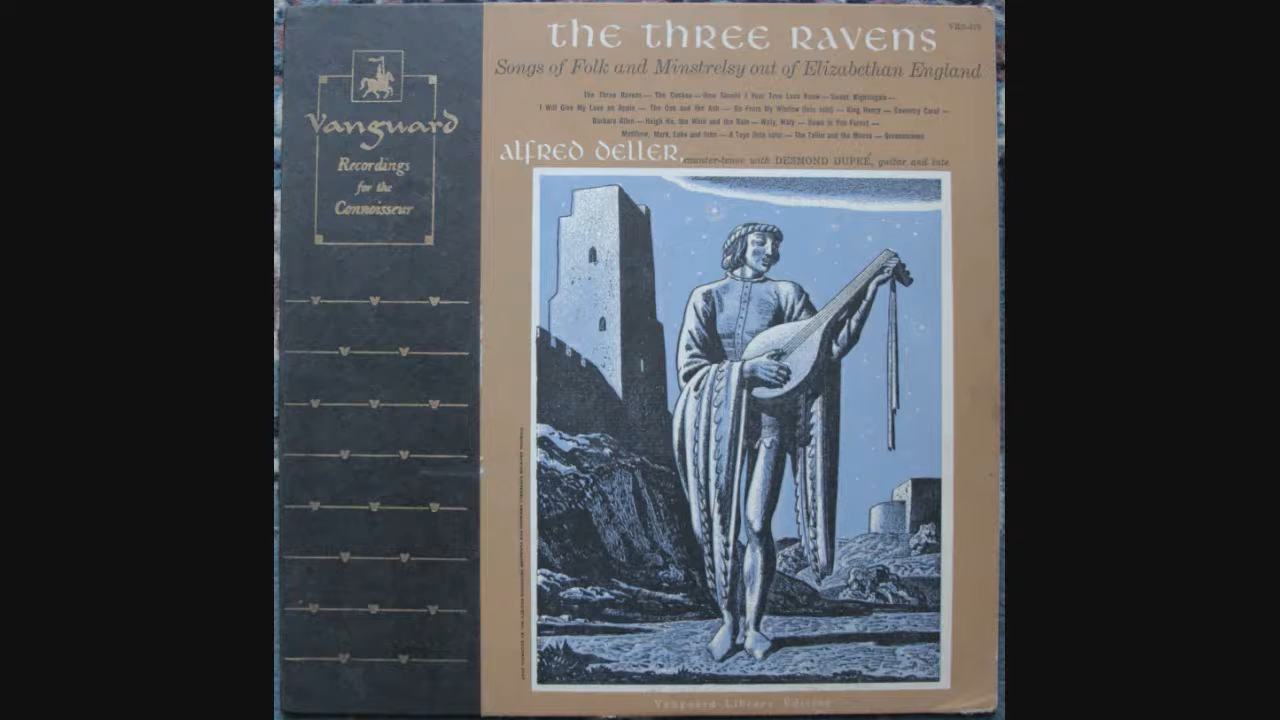 Vanguard
Recordings
for the
Connoisseur
the three ravens
VRS-479
Songs of Folk and Minstrelsy out of Elizabethan England
The Three Ravens — The Cuckoo — How Should I Your True Love Know — Sweet Nightingale —
I Will Give My Love an Apple — The Oak and the Ash — Go From My Window (lute solo) — King Henry — Coventry Carol —
Barbara Allen — Heigh Ho, the Wind and the Rain — Waly, Waly — Down in Yon Forest —
Matthew, Mark, Luke and John — A Toye (lute solo) — The Tailor and the Mouse — Greensleeves
alfred deller,
counter-tenor with DESMOND DUPRÉ, guitar and lute
Vanguard Library Edition